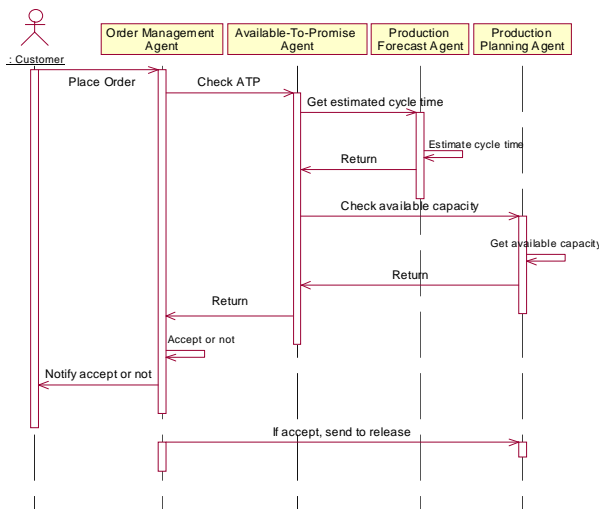 Order Management
Agent
Available-To-Promise
Agent
Production
Forecast Agent
Production
Planning Agent
: Customer
Place Order
Check ATP
Get estimated cycle time
Estimate cycle time
Return
Check available capacity
Get available capacity
Return
Return
Accept or not
Notify accept or not
If accept, send to release